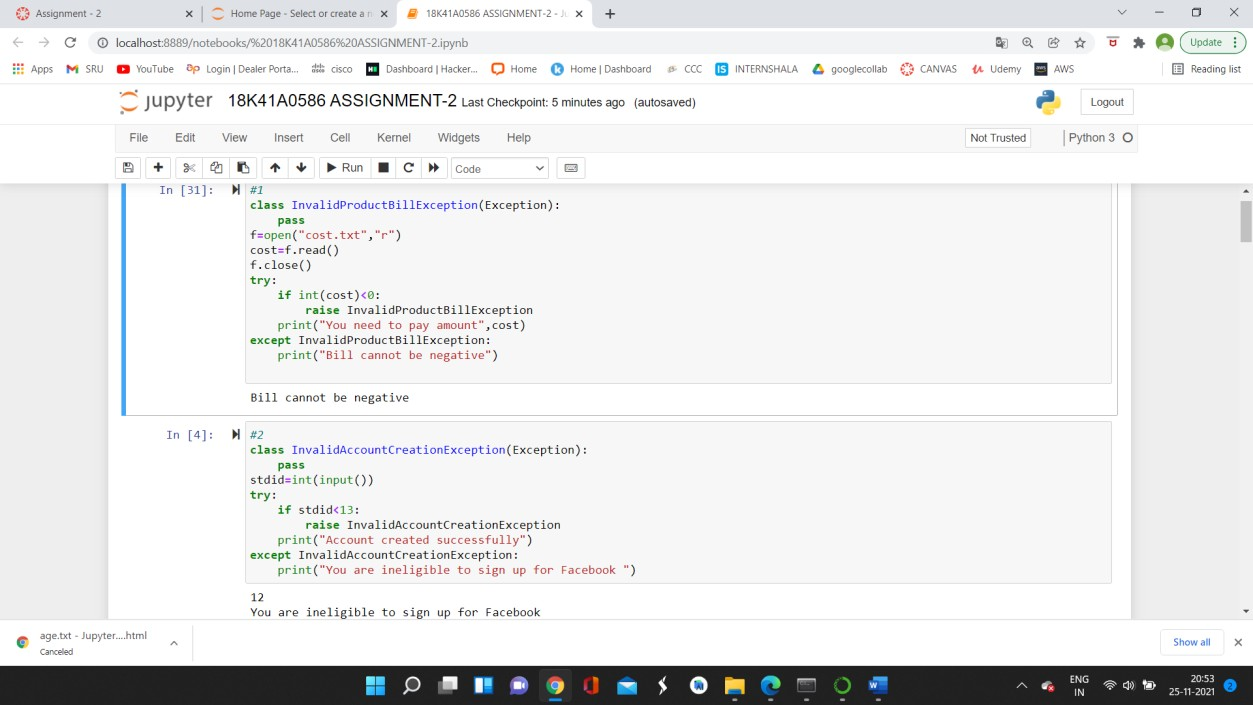 Assignment - 2
Home Page - Select or create a n
18K41A0586 ASSIGNMENT-2 - Ju
localhost:8889/notebooks/%2018K41A0586%20ASSIGNMENT-2.ipynb
Update
Apps SRU YouTube Login | Dealer Porta... cisco Dashboard | Hacker... Home Home | Dashboard CCC INTERNSHALA googlecollab CANVAS Udemy AWS Reading list
jupyter 18K41A0586 ASSIGNMENT-2 Last Checkpoint: 5 minutes ago (autosaved) Logout
File Edit View Insert Cell Kernel Widgets Help Not Trusted Python 3
Run Code
In [31]: #1
class InvalidProductBillException(Exception):
    pass
f=open("cost.txt","r")
cost=f.read()
f.close()
try:
    if int(cost)<0:
        raise InvalidProductBillException
    print("You need to pay amount",cost)
except InvalidProductBillException:
    print("Bill cannot be negative")
Bill cannot be negative
In [4]: #2
class InvalidAccountCreationException(Exception):
    pass
stdid=int(input())
try:
    if stdid<13:
        raise InvalidAccountCreationException
    print("Account created successfully")
except InvalidAccountCreationException:
    print("You are ineligible to sign up for Facebook ")
12
You are ineligible to sign up for Facebook
age.txt - Jupyter....html
Canceled
Show all
ENG
IN
20:53
25-11-2021
2